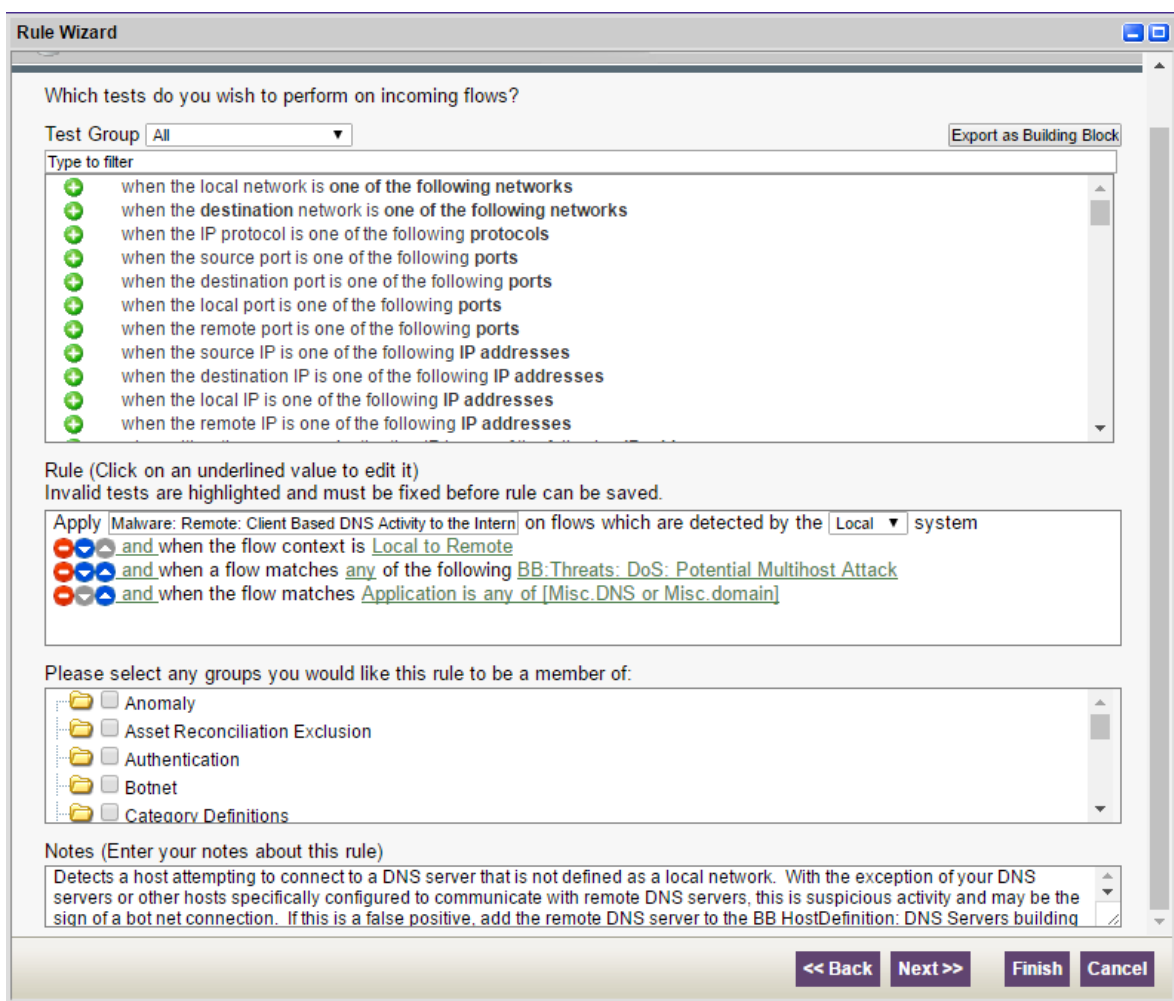 Rule Wizard
Which tests do you wish to perform on incoming flows?
Test Group All Export as Building Block
Type to filter
when the local network is one of the following networks
when the destination network is one of the following networks
when the IP protocol is one of the following protocols
when the source port is one of the following ports
when the destination port is one of the following ports
when the local port is one of the following ports
when the remote port is one of the following ports
when the source IP is one of the following IP addresses
when the destination IP is one of the following IP addresses
when the local IP is one of the following IP addresses
when the remote IP is one of the following IP addresses
Rule (Click on an underlined value to edit it)
Invalid tests are highlighted and must be fixed before rule can be saved.
Apply Malware: Remote: Client Based DNS Activity to the Intern on flows which are detected by the Local system
and when the flow context is Local to Remote
and when a flow matches any of the following BB:Threats: DoS: Potential Multihost Attack
and when the flow matches Application is any of [Misc.DNS or Misc.domain]
Please select any groups you would like this rule to be a member of:
Anomaly
Asset Reconciliation Exclusion
Authentication
Botnet
Category Definitions
Notes (Enter your notes about this rule)
Detects a host attempting to connect to a DNS server that is not defined as a local network. With the exception of your DNS
servers or other hosts specifically configured to communicate with remote DNS servers, this is suspicious activity and may be the
sign of a bot net connection. If this is a false positive, add the remote DNS server to the BB HostDefinition: DNS Servers building
<< Back Next >> Finish Cancel